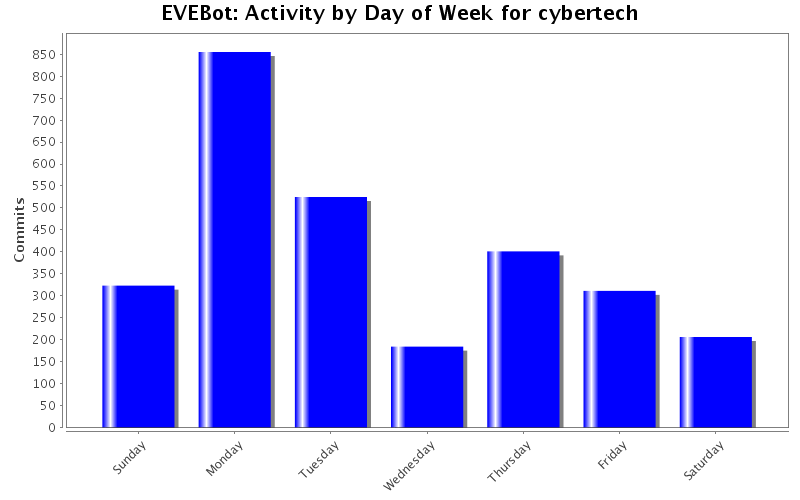 EVEBot: Activity by Day of Week for cybertech
850
800
750
700
650
600
550
500
450
400
350
300
250
200
150
100
50
0
Commits
Sunday
Monday
Tuesday
Wednesday
Thursday
Friday
Saturday